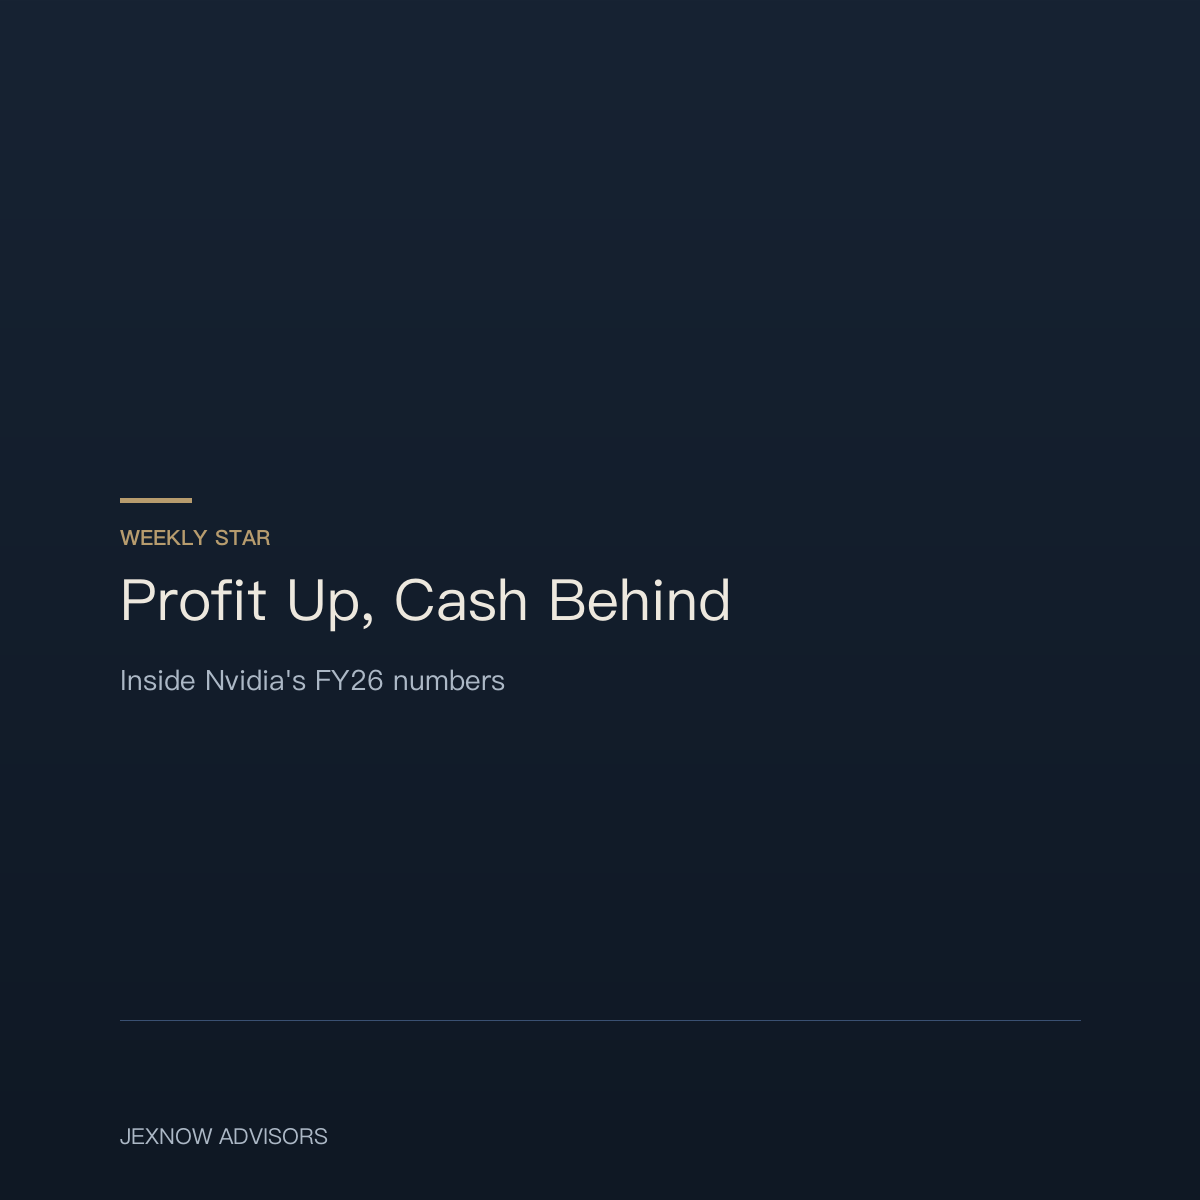 WEEKLY STAR
Profit Up, Cash Behind
Inside Nvidia's FY26 numbers
JEXNOW ADVISORS